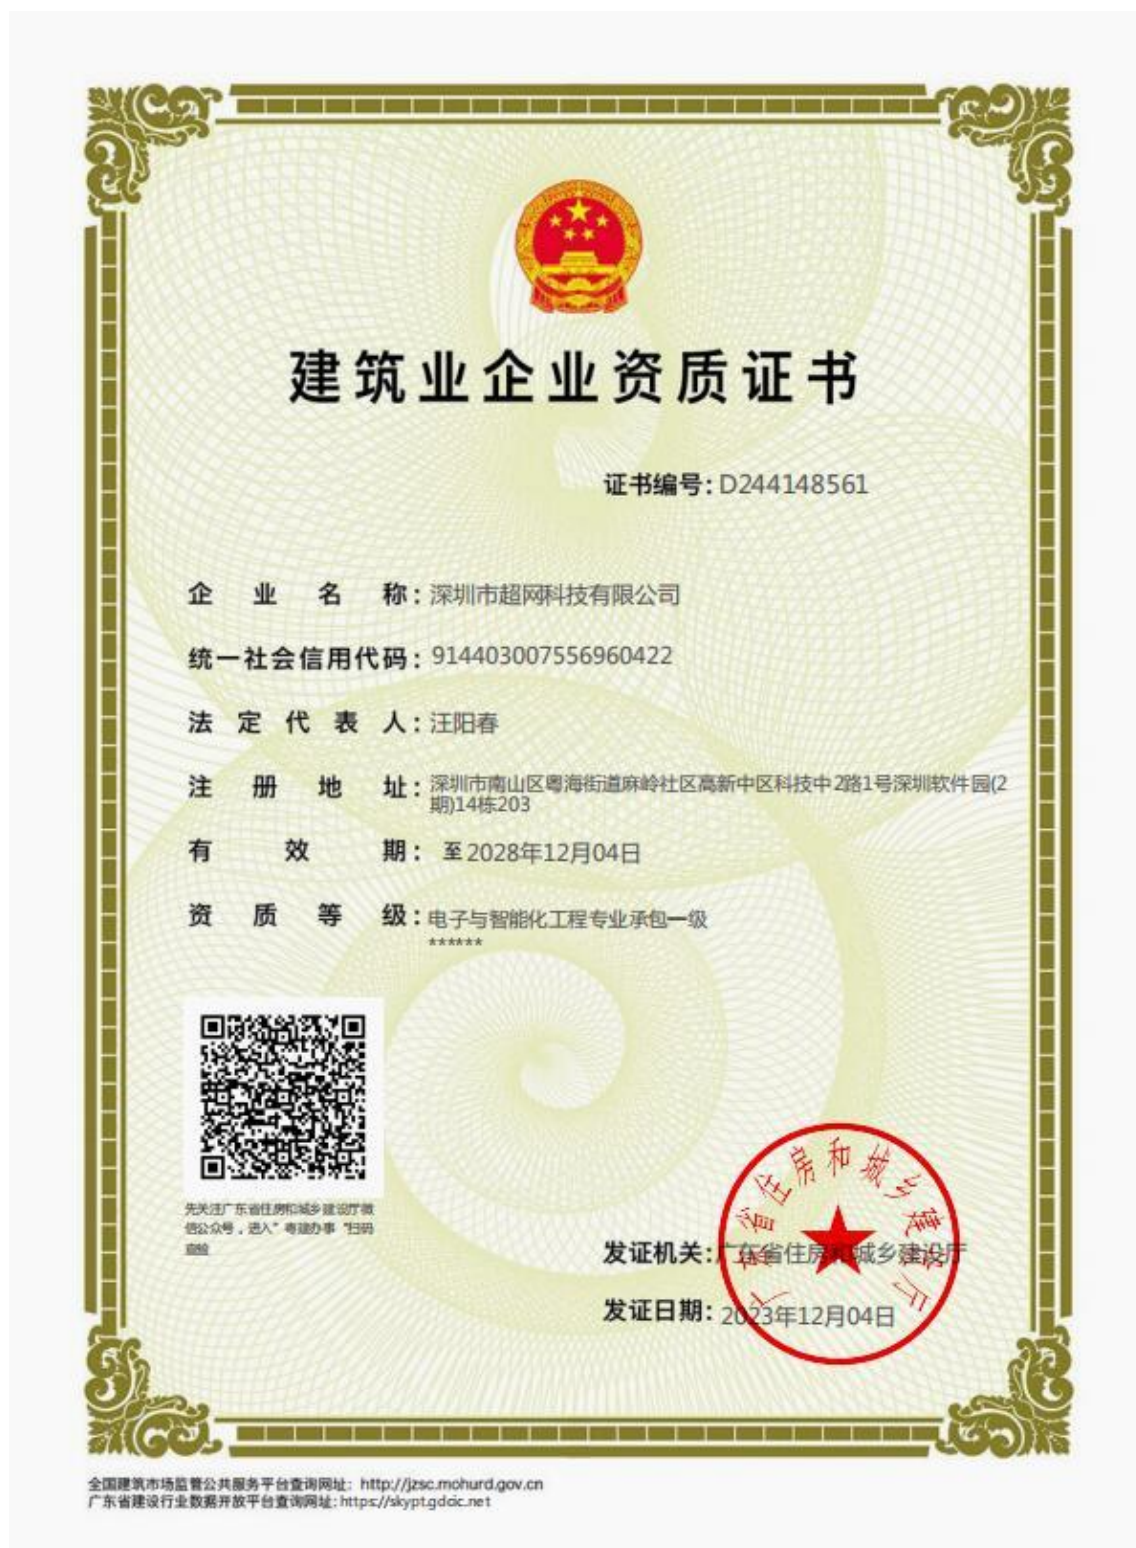 建筑业企业资质证书
证书编号:D244148561
企业名称:深圳市超网科技有限公司
统一社会信用代码:914403007556960422
法定代表人:汪阳春
注册地址:深圳市南山区粤海街道麻岭社区高新中区科技中2路1号深圳软件园(2
期)14栋203
有效期:至2028年12月04日
资质等级:电子与智能化工程专业承包一级
******
先关注广东省住房和城乡建设厅微
信公众号，进入”粤建办事“扫码
查验
广东省住房和城乡建设厅
发证机关:广东省住房和城乡建设厅
发证日期:2023年12月04日
全国建筑市场监管公共服务平台查询网址：http://jzsc.mohurd.gov.cn
广东省建设行业数据开放平台查询网址:https://skypt.gdcic.net